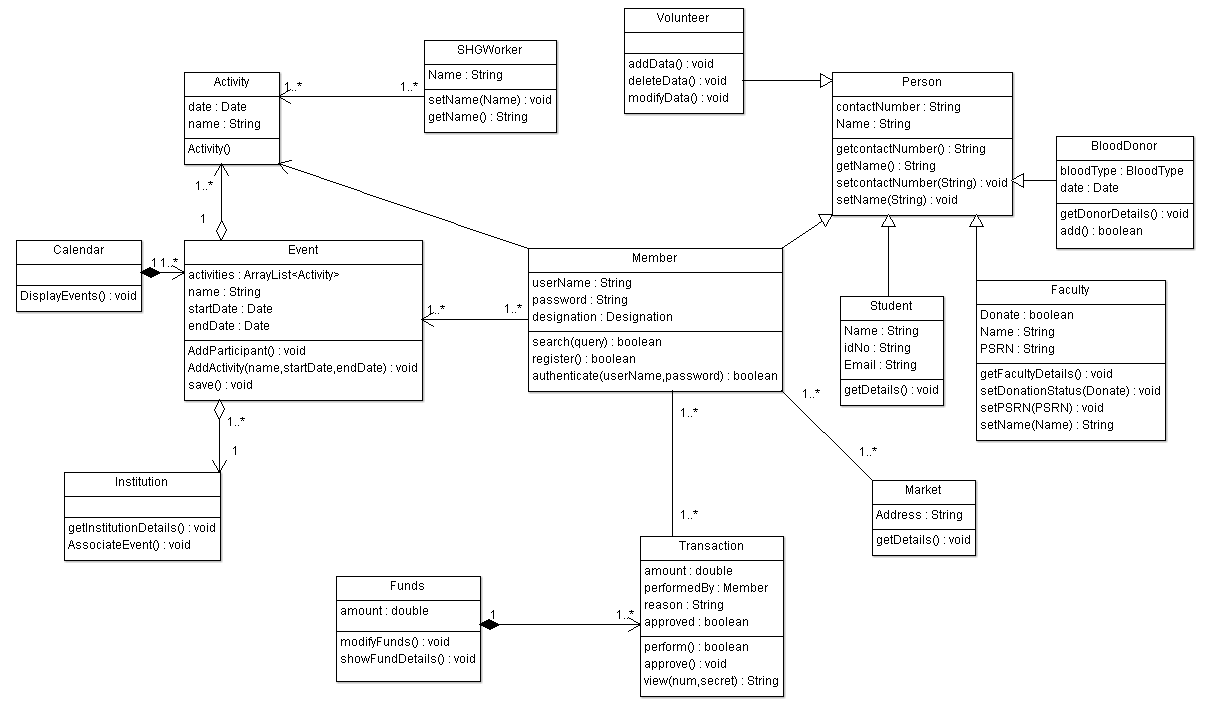 Volunteer
addData() : void
deleteData() : void
modifyData() : void
SHGWorker
Name : String
setName(Name) : void
getName() : String
Activity
date : Date
name : String
Activity()
1..*
1..*
Person
contactNumber : String
Name : String
getcontactNumber() : String
getName() : String
setcontactNumber(String) : void
setName(String) : void
BloodDonor
bloodType : BloodType
date : Date
getDonorDetails() : void
add() : boolean
1..*
1
Calendar
DisplayEvents() : void
1
1..*
Event
activities : ArrayList<Activity>
name : String
startDate : Date
endDate : Date
AddParticipant() : void
AddActivity(name,startDate,endDate) : void
save() : void
1..*
1..*
Member
userName : String
password : String
designation : Designation
search(query) : boolean
register() : boolean
authenticate(userName,password) : boolean
Student
Name : String
idNo : String
Email : String
getDetails() : void
Faculty
Donate : boolean
Name : String
PSRN : String
getFacultyDetails() : void
setDonationStatus(Donate) : void
setPSRN(PSRN) : void
setName(Name) : String
1..*
1
1..*
1..*
1..*
1..*
Institution
getInstitutionDetails() : void
AssociateEvent() : void
Market
Address : String
getDetails() : void
Funds
amount : double
modifyFunds() : void
showFundDetails() : void
1
1..*
Transaction
amount : double
performedBy : Member
reason : String
approved : boolean
perform() : boolean
approve() : void
view(num,secret) : String